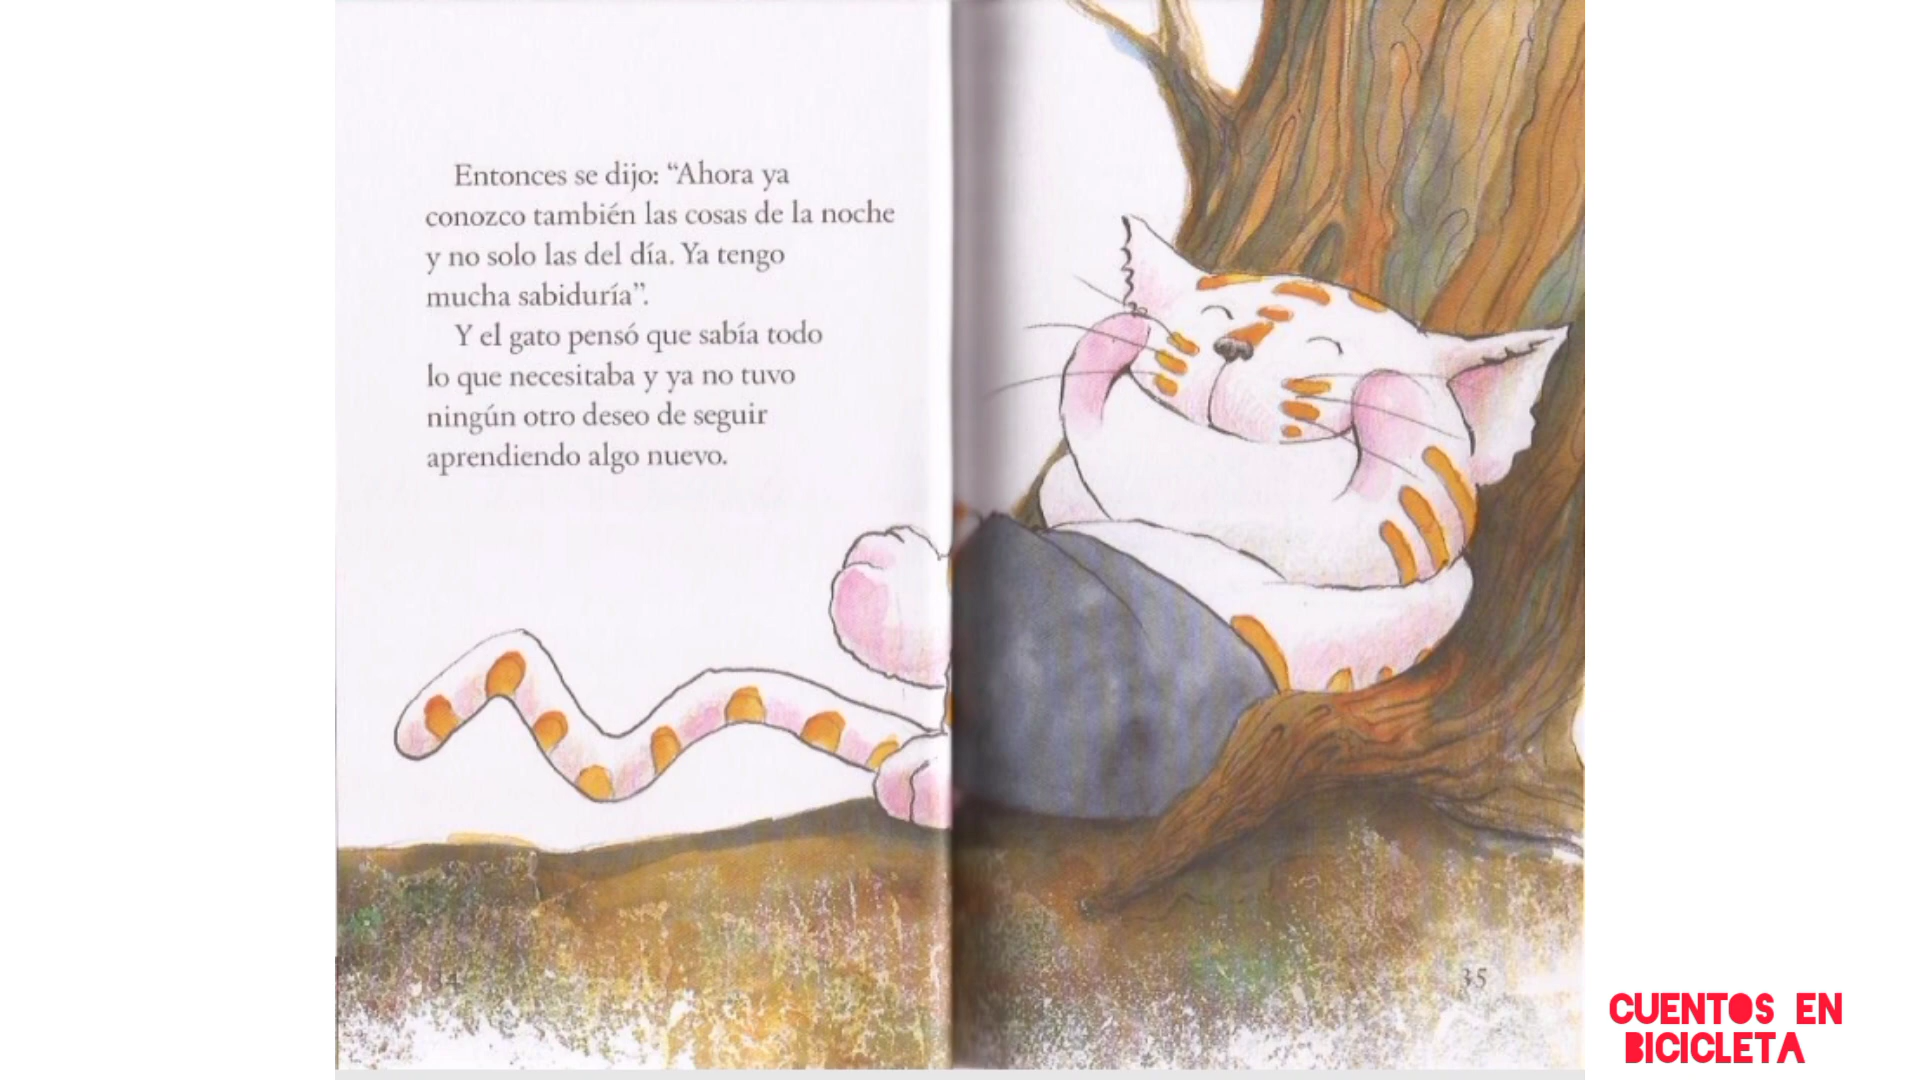 Entonces se dijo: “Ahora ya
conozco también las cosas de la noche
y no solo las del día. Ya tengo
mucha sabiduría”.
Y el gato pensó que sabía todo
lo que necesitaba y ya no tuvo
ningún otro deseo de seguir
aprendiendo algo nuevo.
35
CUENTOS EN
BICICLETA